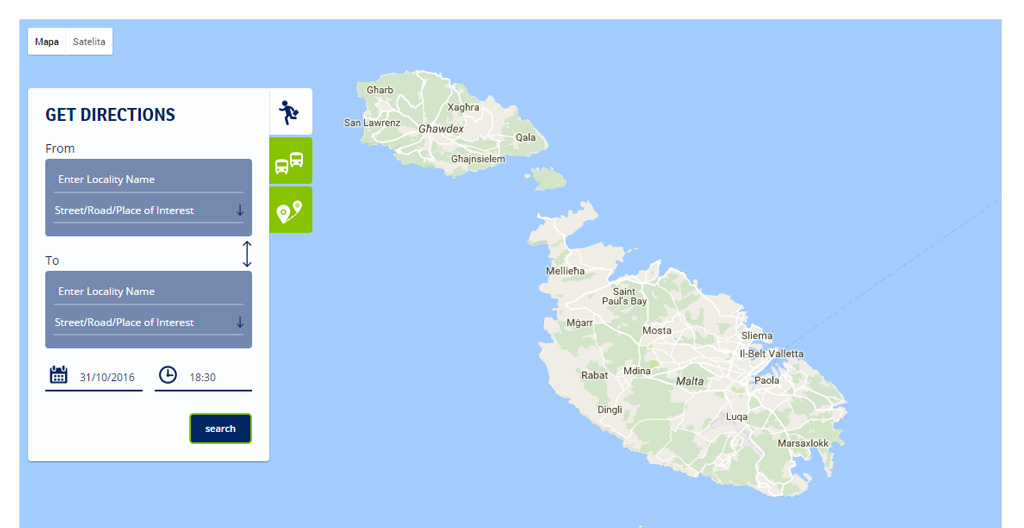 Mapa Satelita
GET DIRECTIONS
From
Enter Locality Name
Street/Road/Place of Interest
To
Enter Locality Name
Street/Road/Place of Interest
31/10/2016 18:30
search
Għarb
Xagħra
San Lawrenz
Għawdex
Qala
Għajnsielem
Mellieħa
Saint
Paul's Bay
Mġarr
Mosta
Sliema
Il-Belt Valletta
Rabat
Mdina
Malta
Paola
Dingli
Luqa
Marsaxlokk